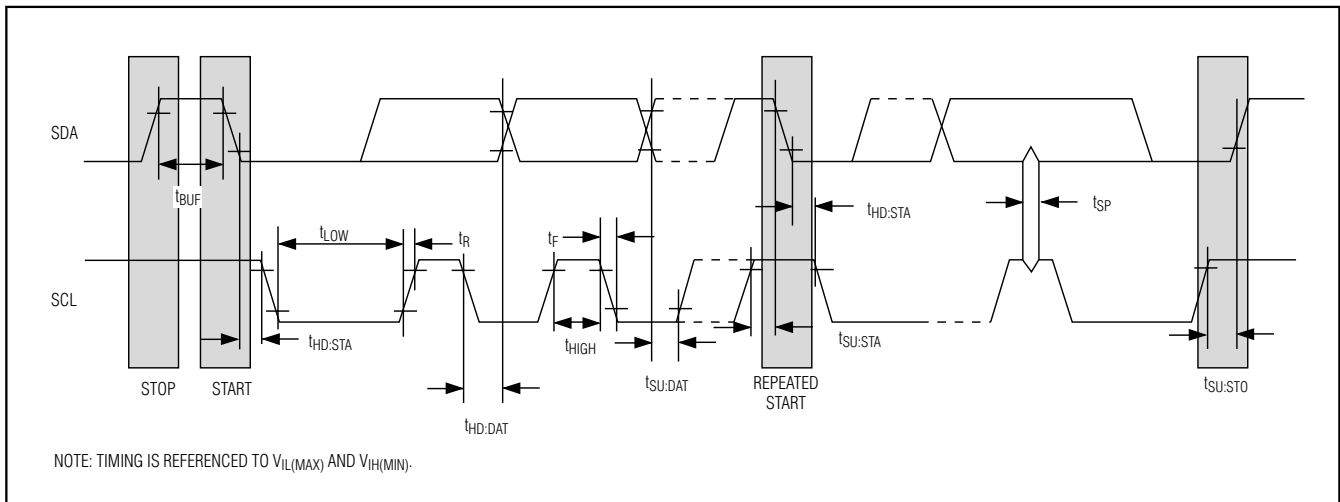 SDA
tBUF
tHD:STA
tSP
tLOW
tR
tF
SCL
tHD:STA
tHIGH
tSU:STA
tSU:DAT
STOP
START
REPEATED
START
tSU:STO
tHD:DAT
NOTE: TIMING IS REFERENCED TO VIL(MAX) AND VIH(MIN).